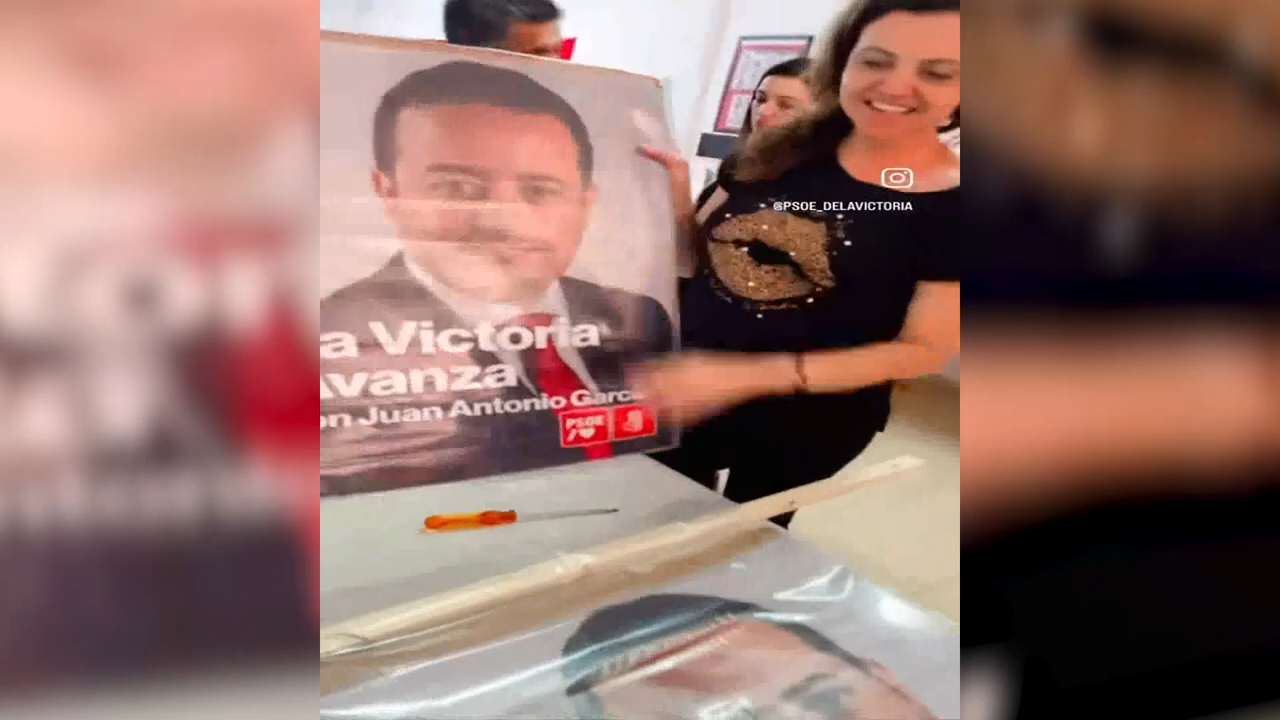 @PSOE_DELAVICTORIA
a Victoria
Avanza
on Juan Antonio Garc
PSOE